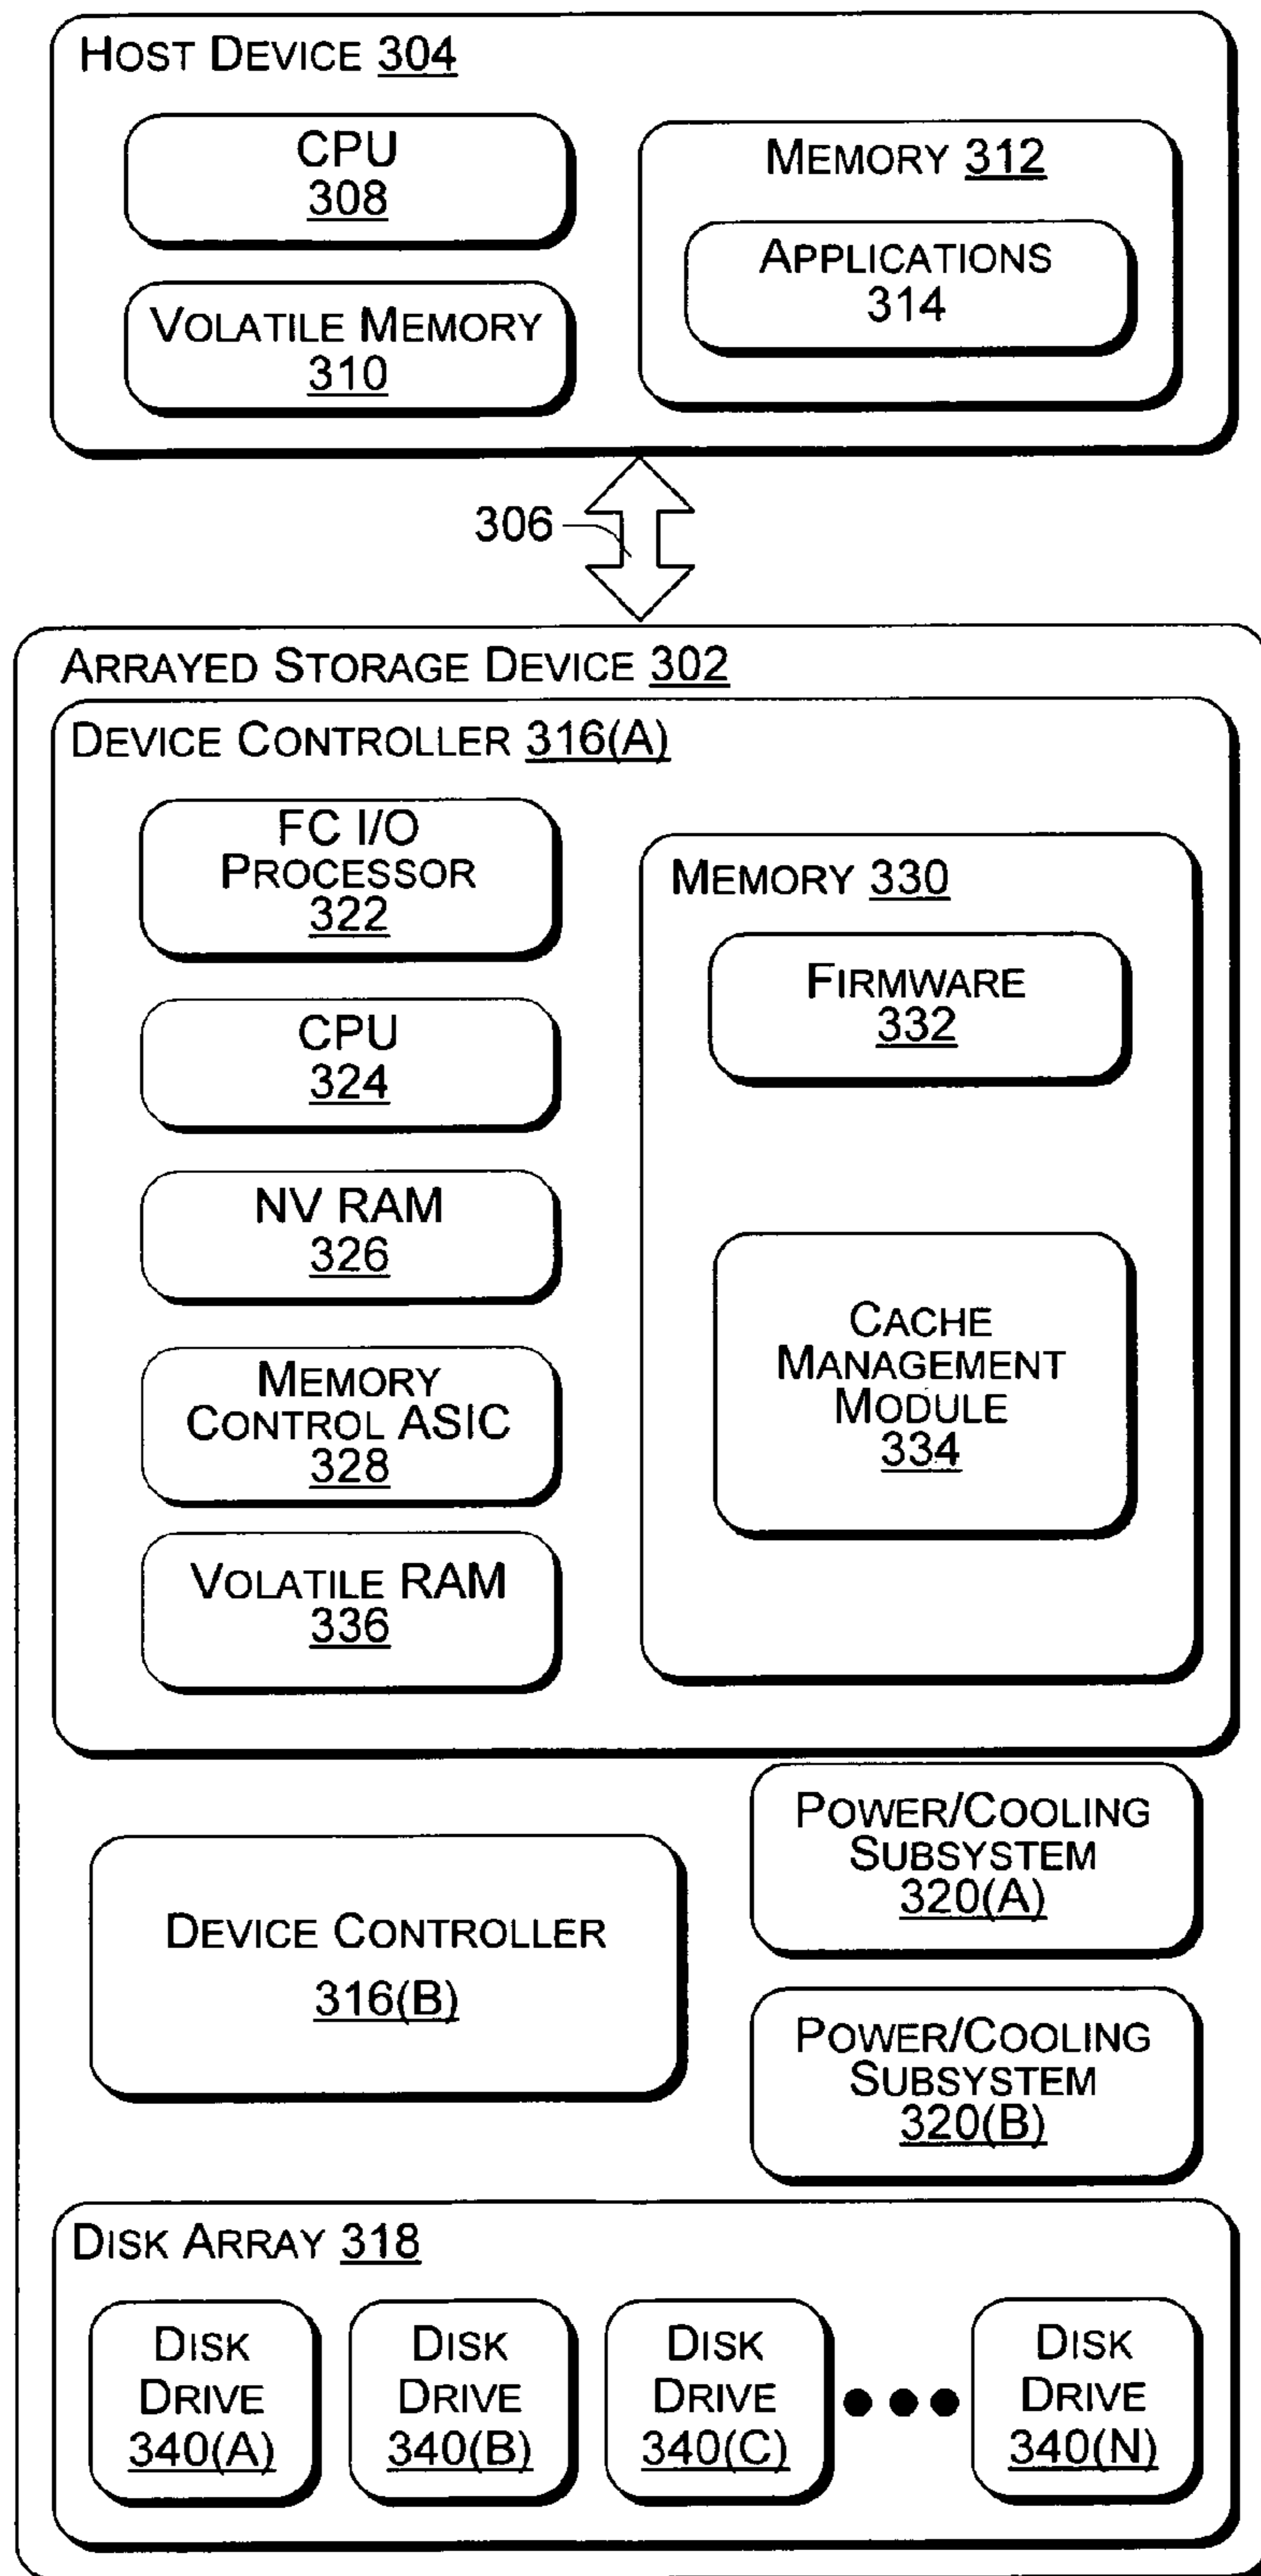 HOST DEVICE 304
CPU
308
VOLATILE MEMORY
310
MEMORY 312
APPLICATIONS
314
306
ARRAYED STORAGE DEVICE 302
DEVICE CONTROLLER 316(A)
FC I/O
PROCESSOR
322
CPU
324
NV RAM
326
MEMORY
CONTROL ASIC
328
VOLATILE RAM
336
MEMORY 330
FIRMWARE
332
CACHE
MANAGEMENT
MODULE
334
DEVICE CONTROLLER
316(B)
POWER/COOLING
SUBSYSTEM
320(A)
POWER/COOLING
SUBSYSTEM
320(B)
DISK ARRAY 318
DISK
DRIVE
340(A)
DISK
DRIVE
340(B)
DISK
DRIVE
340(C)
DISK
DRIVE
340(N)